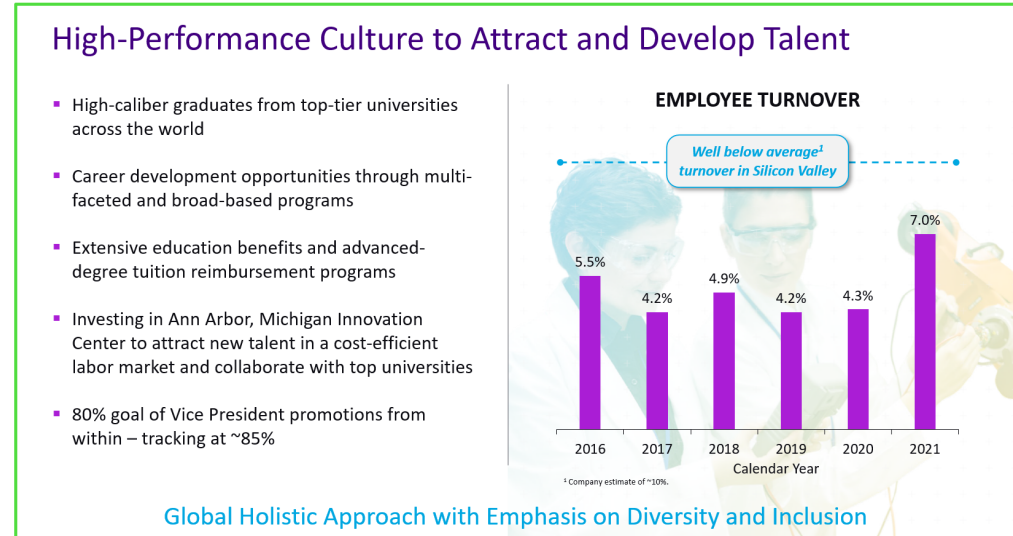 High-Performance Culture to Attract and Develop Talent
▪ High-caliber graduates from top-tier universities
across the world
▪ Career development opportunities through multi-
faceted and broad-based programs
▪ Extensive education benefits and advanced-
degree tuition reimbursement programs
▪ Investing in Ann Arbor, Michigan Innovation
Center to attract new talent in a cost-efficient
labor market and collaborate with top universities
▪ 80% goal of Vice President promotions from
within – tracking at ~85%
EMPLOYEE TURNOVER
Well below average¹
turnover in Silicon Valley
5.5%
4.2%
4.9%
4.2%
4.3%
7.0%
2016 2017 2018 2019 2020 2021
Calendar Year
¹ Company estimate of ~10%.
Global Holistic Approach with Emphasis on Diversity and Inclusion